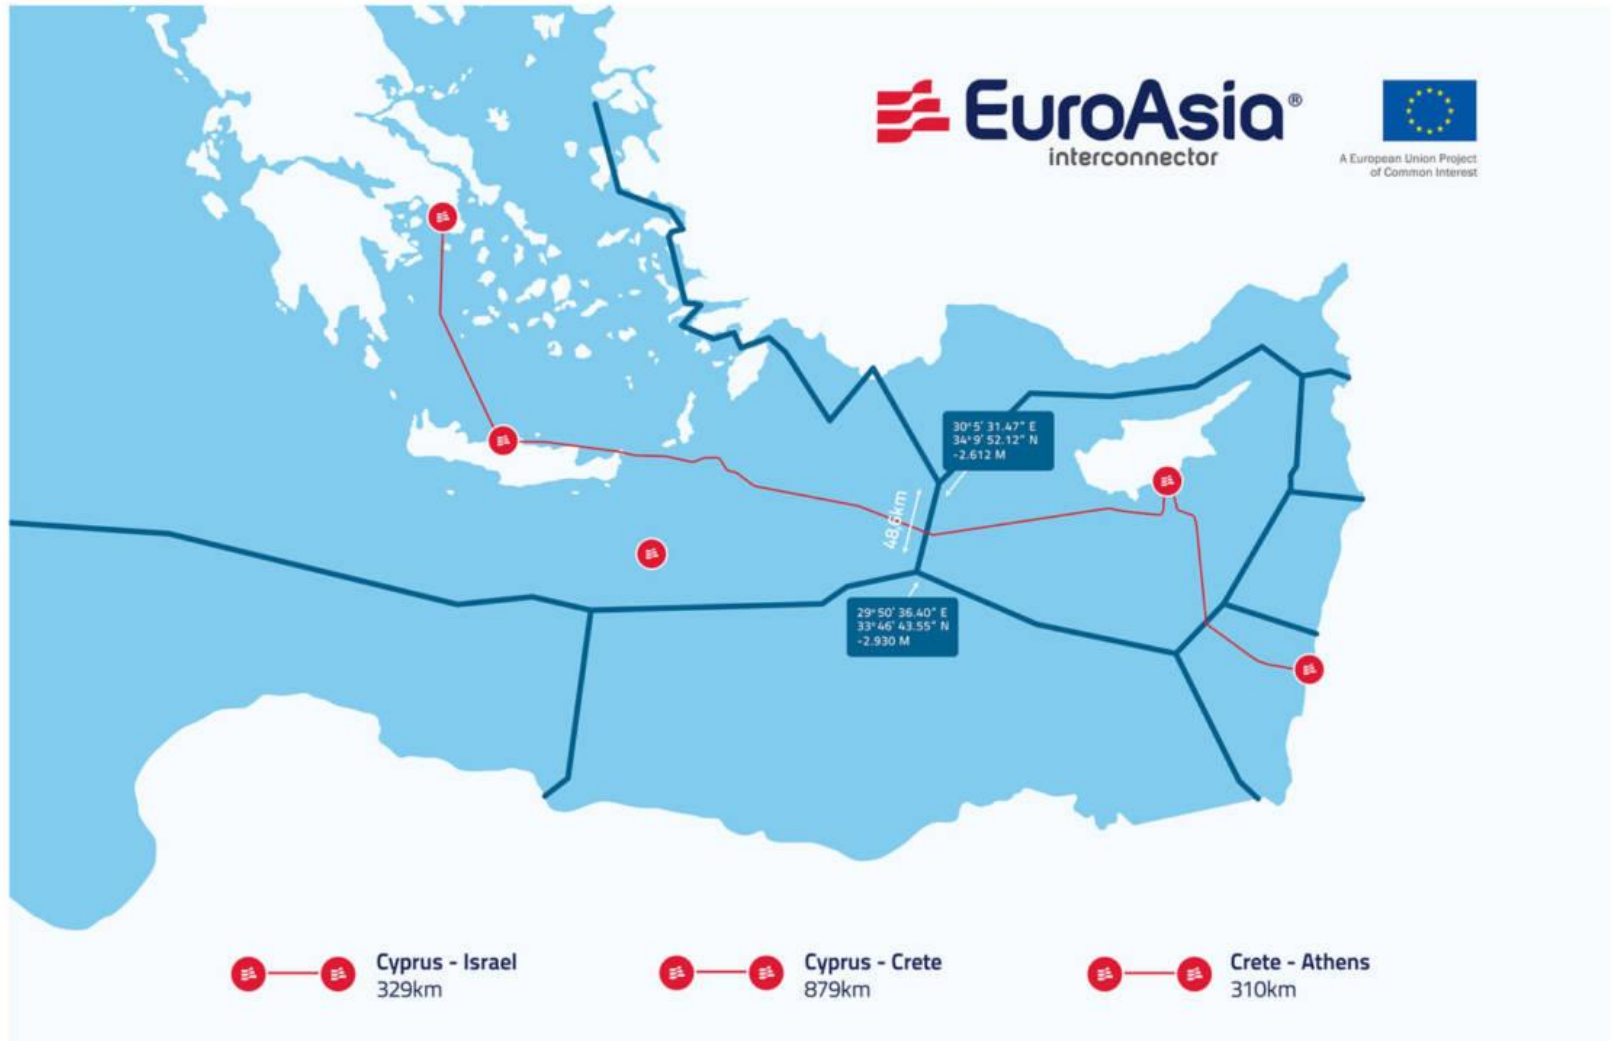 EuroAsia®
interconnector
A European Union Project
of Common Interest
30° 5' 31.47" E
34° 9' 52.12" N
-2.612 M
48,6km
29° 50' 36.40" E
33° 46' 43.55" N
-2.930 M
Cyprus - Israel
329km
Cyprus - Crete
879km
Crete - Athens
310km